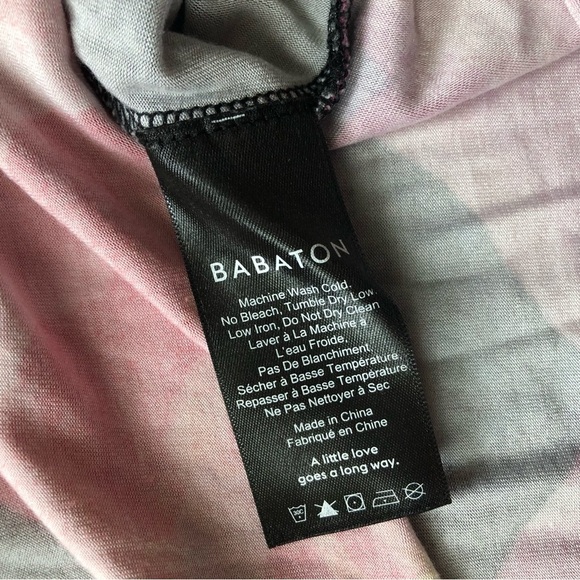 BABATON
Machine Wash Cold.
No Bleach, Tumble Dry Low.
Low Iron, Do Not Dry Clean
Laver à La Machine à
L'eau Froide.
Pas De Blanchiment.
Sécher à Basse Température.
Repasser à Basse Température.
Ne Pas Nettoyer à Sec
Made in China
Fabriqué en Chine
A little love
goes a long way.